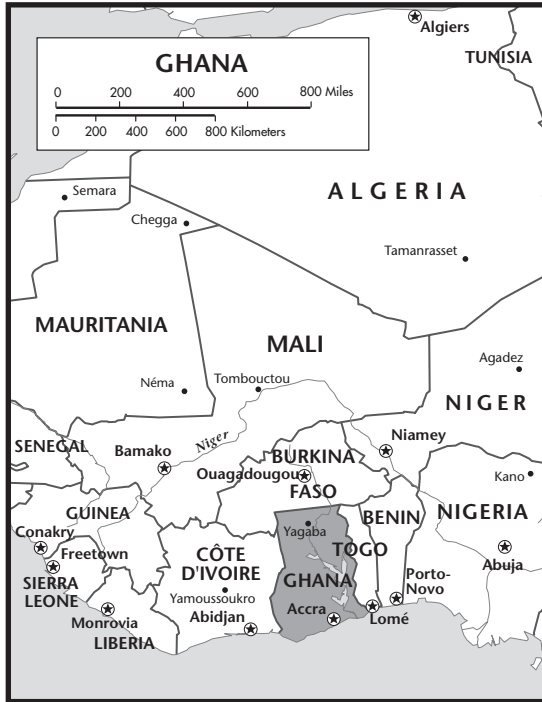 Algiers
TUNISIA
GHANA
0 200 400 600 800 Miles
0 200 400 600 800 Kilometers
ALGERIA
Semara
Chegga
Tamanrasset
MAURITANIA
MALI
Agadez
Néma
Tombouctou
NIGER
Niger
SENEGAL
Bamako
BURKINA
FASO
Niamey
Ouagadougou
Kano
GUINEA
BENIN
NIGERIA
Yagaba
Conakry
Freetown
CÔTE
D'IVOIRE
TOGO
Abuja
SIERRA
LEONE
GHANA
Porto-
Novo
Yamoussoukro
Monrovia
Abidjan
Accra
Lomé
LIBERIA